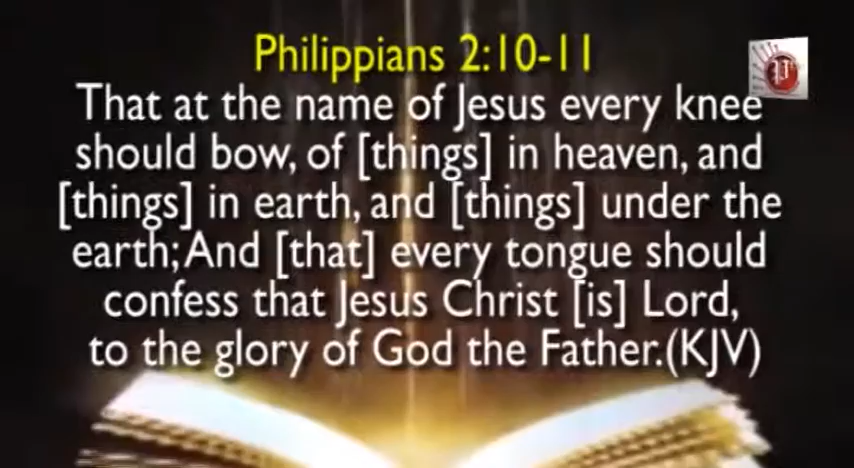 Philippians 2:10-11
That at the name of Jesus every knee
should bow, of [things] in heaven, and
[things] in earth, and [things] under the
earth; And [that] every tongue should
confess that Jesus Christ [is] Lord,
to the glory of God the Father.(KJV)